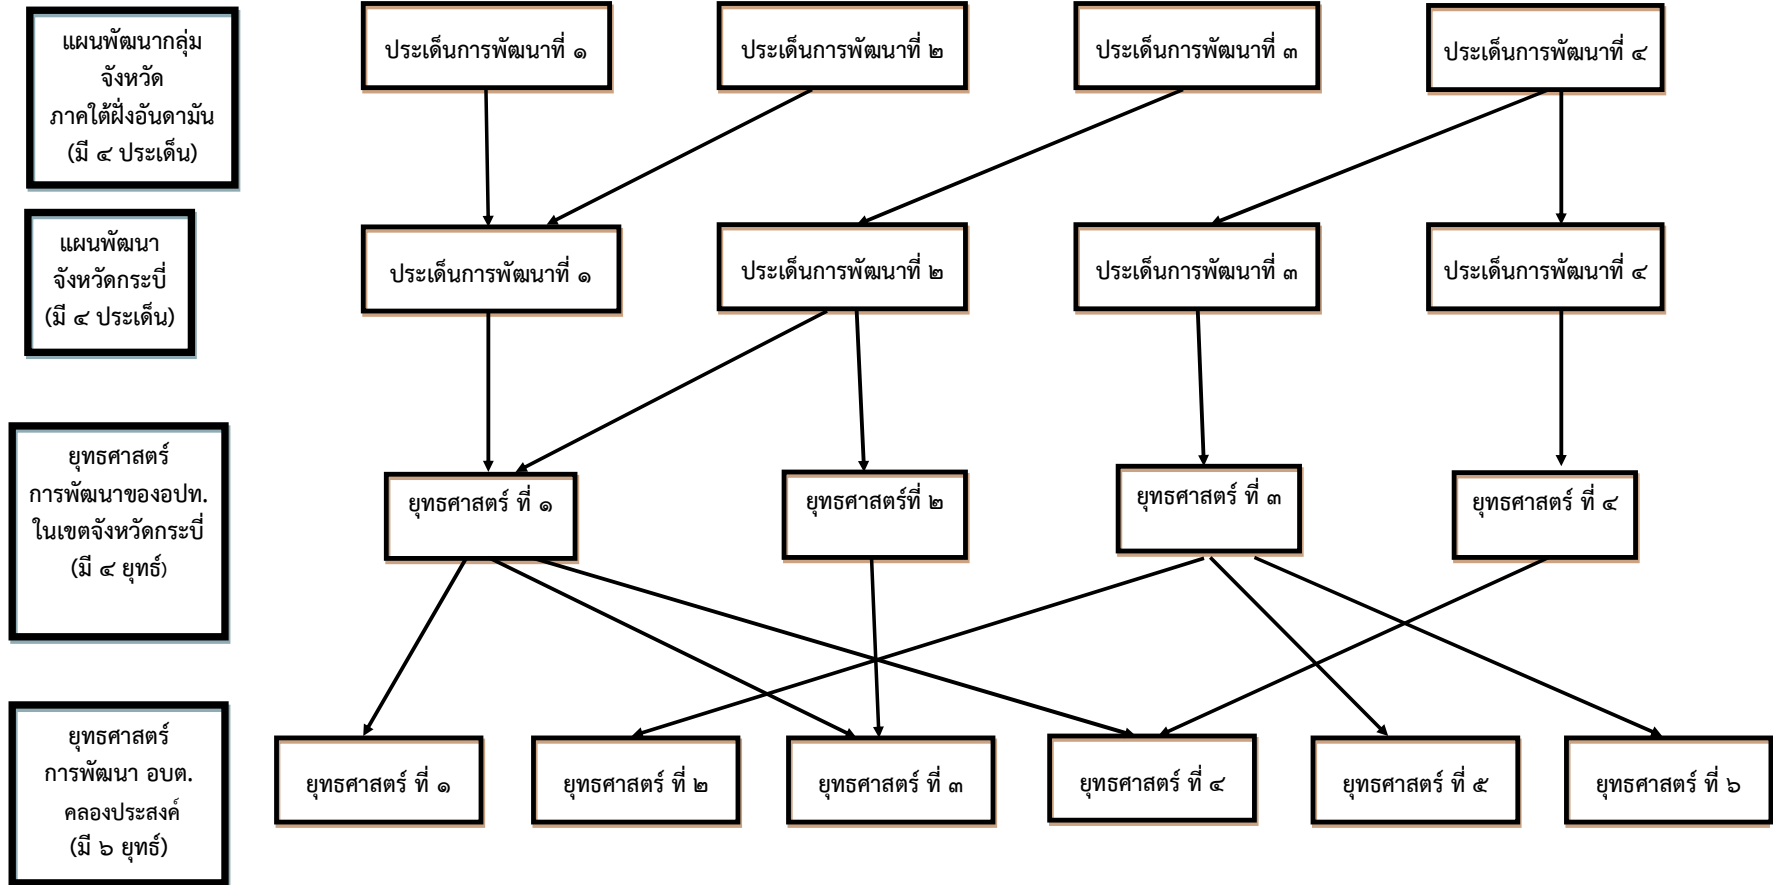 แผนพัฒนากลุ่ม
จังหวัด
ภาคใต้ฝั่งอันดามัน
(มี ๔ ประเด็น)
ประเด็นการพัฒนาที่ ๑
ประเด็นการพัฒนาที่ ๒
ประเด็นการพัฒนาที่ ๓
ประเด็นการพัฒนาที่ ๔
แผนพัฒนา
จังหวัดกระบี่
(มี ๔ ประเด็น)
ประเด็นการพัฒนาที่ ๑
ประเด็นการพัฒนาที่ ๒
ประเด็นการพัฒนาที่ ๓
ประเด็นการพัฒนาที่ ๔
ยุทธศาสตร์
การพัฒนาของอปท.
ในเขตจังหวัดกระบี่
(มี ๔ ยุทธ์)
ยุทธศาสตร์ ที่ ๑
ยุทธศาสตร์ที่ ๒
ยุทธศาสตร์ ที่ ๓
ยุทธศาสตร์ ที่ ๔
ยุทธศาสตร์
การพัฒนา อบต.
คลองประสงค์
(มี ๖ ยุทธ์)
ยุทธศาสตร์ ที่ ๑
ยุทธศาสตร์ ที่ ๒
ยุทธศาสตร์ ที่ ๓
ยุทธศาสตร์ ที่ ๔
ยุทธศาสตร์ ที่ ๕
ยุทธศาสตร์ ที่ ๖